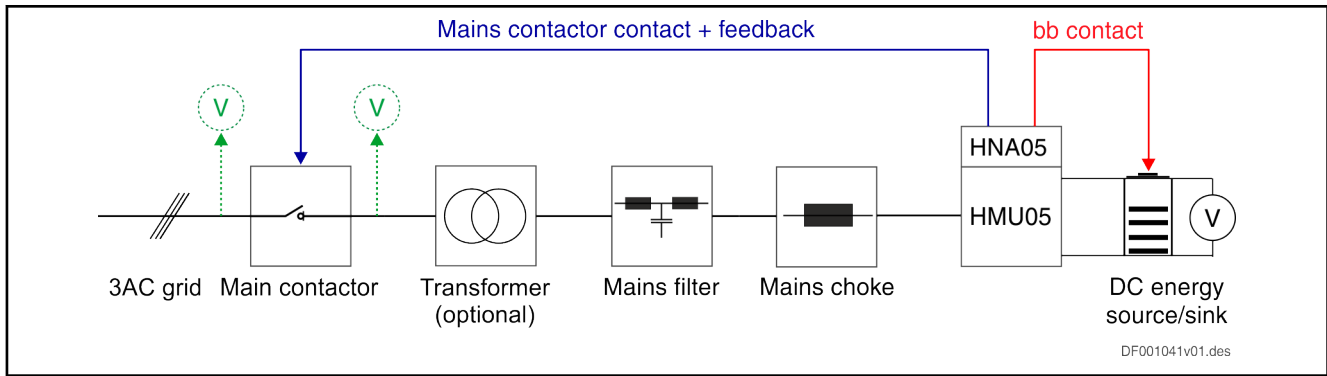 Mains contactor contact + feedback
bb contact
V
V
HNA05
HMU05
V
3AC grid
Main contactor
Transformer
(optional)
Mains filter
Mains choke
DC energy
source/sink
DF001041v01.des